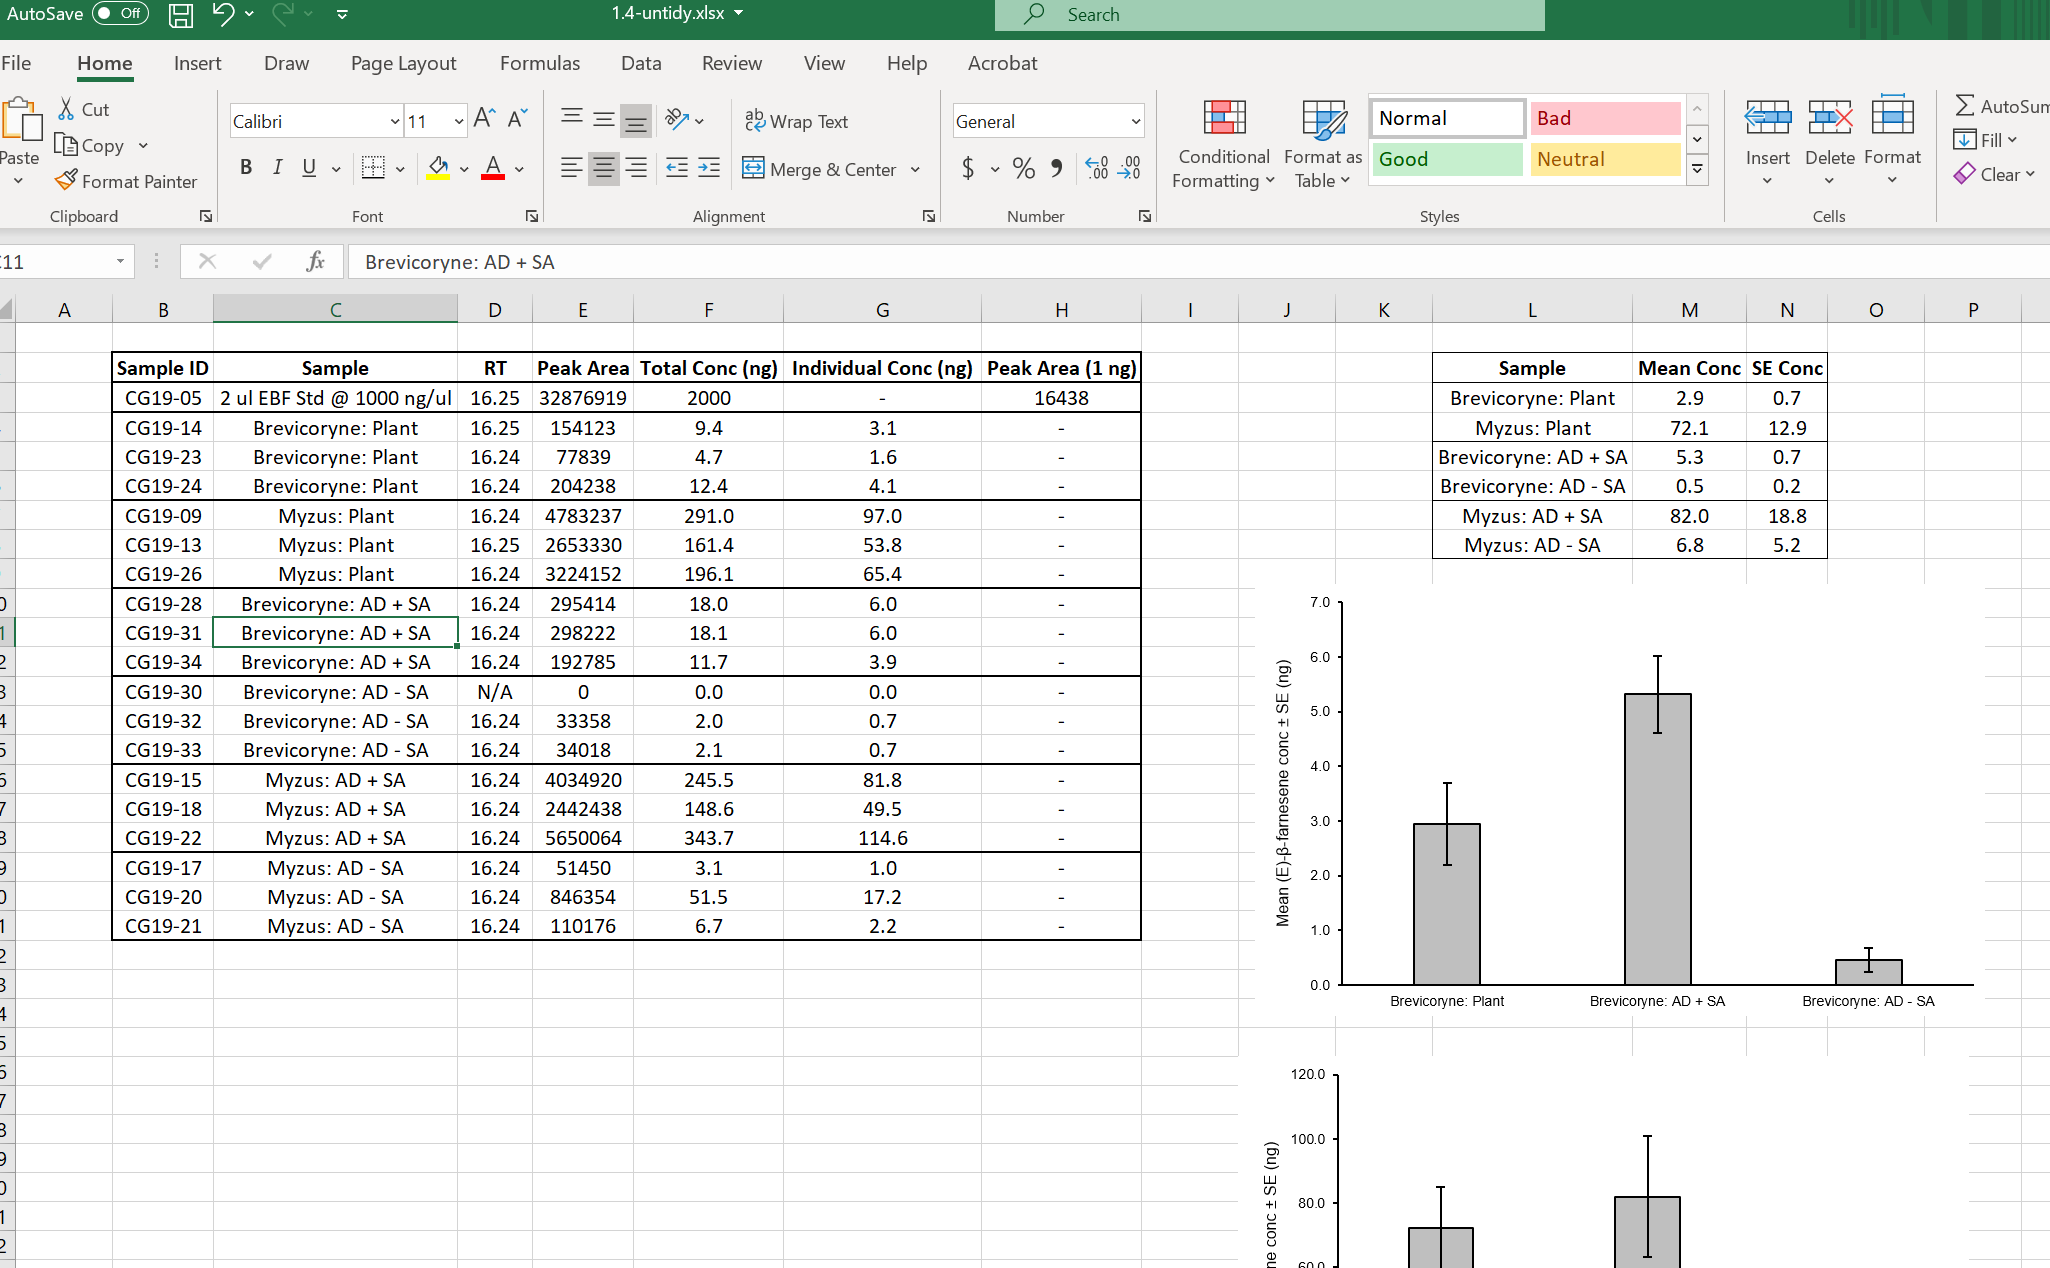 AutoSave Off 1.4-untidy.xlsx Search
File Home Insert Draw Page Layout Formulas Data Review View Help Acrobat
Paste Cut Copy Format Painter Clipboard
Calibri 11 A A B I U A Font
ab Wrap Text Merge & Center Alignment
General $ % .00 Number
Conditional Formatting Format as Table Normal Bad Good Neutral Styles
Insert Delete Format Cells
AutoSum Fill Clear
11 fx Brevicoryne: AD + SA
A B C D E F G H I J K L M N O P
Sample ID Sample RT Peak Area Total Conc (ng) Individual Conc (ng) Peak Area (1 ng)
CG19-05 2 ul EBF Std @ 1000 ng/ul 16.25 32876919 2000 - 16438
CG19-14 Brevicoryne: Plant 16.25 154123 9.4 3.1 -
CG19-23 Brevicoryne: Plant 16.24 77839 4.7 1.6 -
CG19-24 Brevicoryne: Plant 16.24 204238 12.4 4.1 -
CG19-09 Myzus: Plant 16.24 4783237 291.0 97.0 -
CG19-13 Myzus: Plant 16.25 2653330 161.4 53.8 -
CG19-26 Myzus: Plant 16.24 3224152 196.1 65.4 -
CG19-28 Brevicoryne: AD + SA 16.24 295414 18.0 6.0 -
CG19-31 Brevicoryne: AD + SA 16.24 298222 18.1 6.0 -
CG19-34 Brevicoryne: AD + SA 16.24 192785 11.7 3.9 -
CG19-30 Brevicoryne: AD - SA N/A 0 0.0 0.0 -
CG19-32 Brevicoryne: AD - SA 16.24 33358 2.0 0.7 -
CG19-33 Brevicoryne: AD - SA 16.24 34018 2.1 0.7 -
CG19-15 Myzus: AD + SA 16.24 4034920 245.5 81.8 -
CG19-18 Myzus: AD + SA 16.24 2442438 148.6 49.5 -
CG19-22 Myzus: AD + SA 16.24 5650064 343.7 114.6 -
CG19-17 Myzus: AD - SA 16.24 51450 3.1 1.0 -
CG19-20 Myzus: AD - SA 16.24 846354 51.5 17.2 -
CG19-21 Myzus: AD - SA 16.24 110176 6.7 2.2 -
Sample Mean Conc SE Conc
Brevicoryne: Plant 2.9 0.7
Myzus: Plant 72.1 12.9
Brevicoryne: AD + SA 5.3 0.7
Brevicoryne: AD - SA 0.5 0.2
Myzus: AD + SA 82.0 18.8
Myzus: AD - SA 6.8 5.2
Mean (E)-β-farnesene conc ± SE (ng)
7.0
6.0
5.0
4.0
3.0
2.0
1.0
0.0
Brevicoryne: Plant Brevicoryne: AD + SA Brevicoryne: AD - SA
ne conc ± SE (ng)
120.0
100.0
80.0
60.0